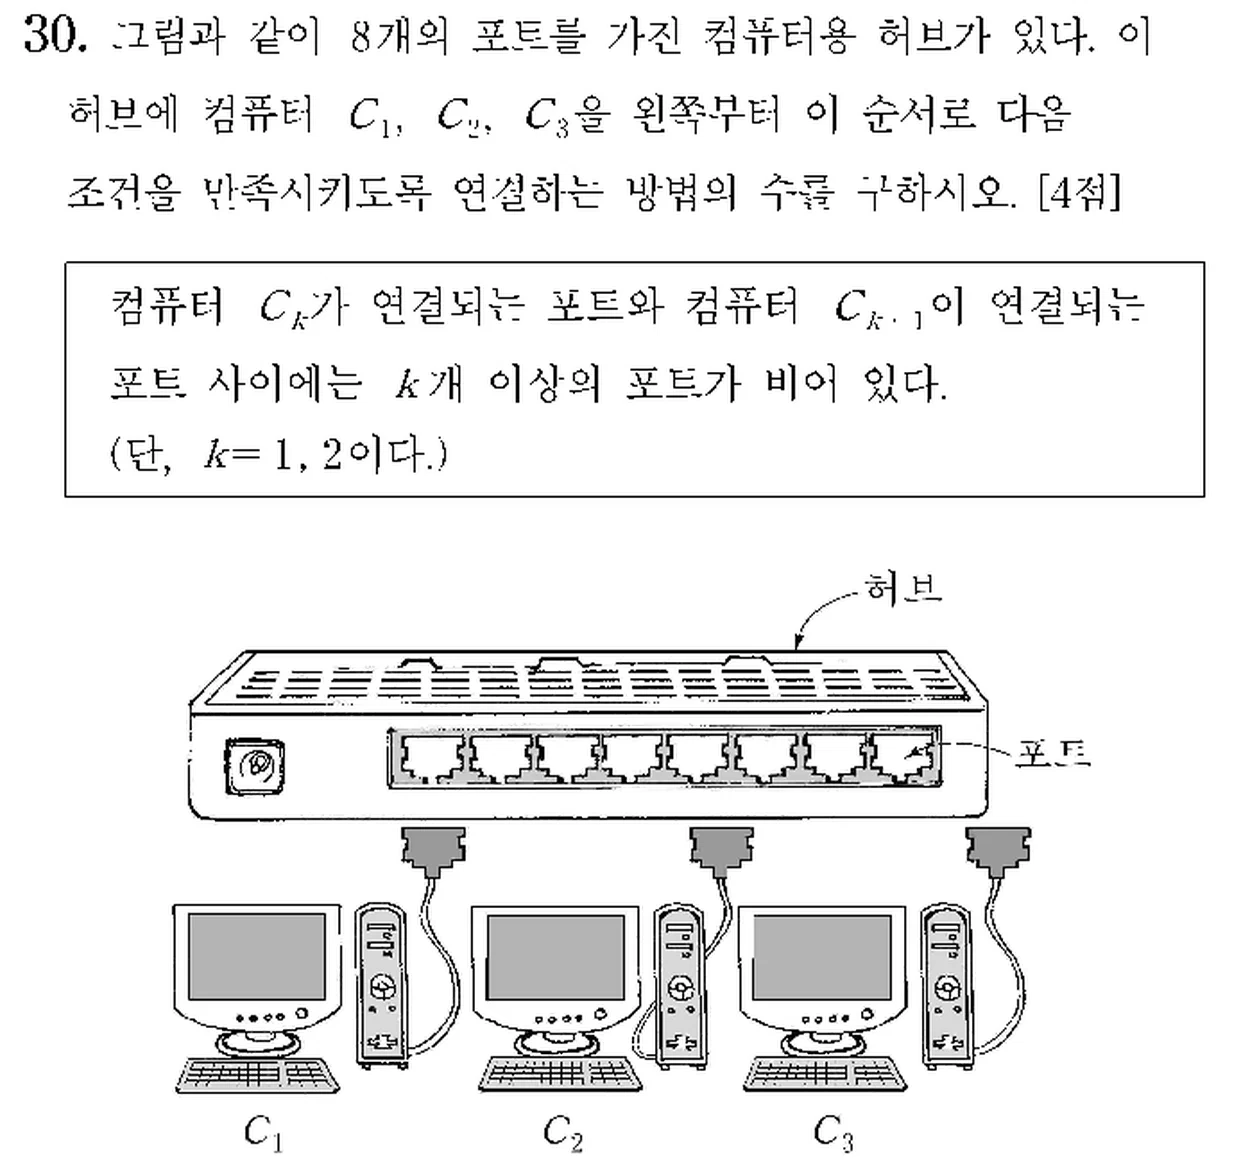 30. 그림과 같이 8개의 포트를 가진 컴퓨터용 허브가 있다. 이
허브에 컴퓨터 C₁, C₂, C₃을 왼쪽부터 이 순서로 다음
조건을 만족시키도록 연결하는 방법의 수를 구하시오. [4점]
컴퓨터 Cₖ가 연결되는 포트와 컴퓨터 Cₖ₊₁이 연결되는
포트 사이에는 k개 이상의 포트가 비어 있다.
(단, k=1, 2이다.)
허브
포트
C₁ C₂ C₃